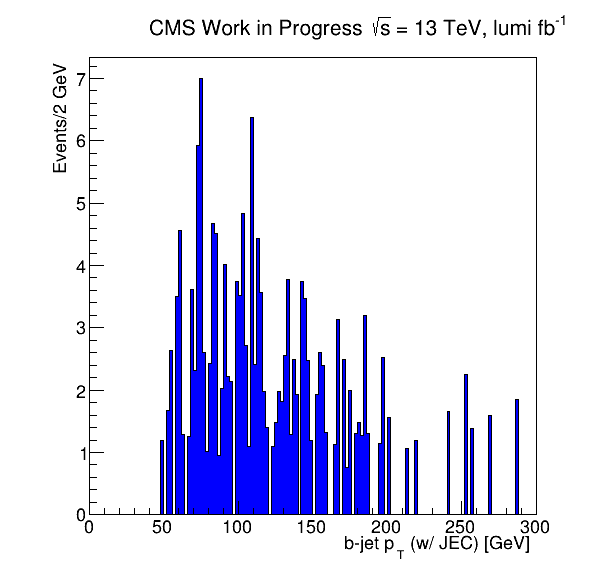 CMS Work in Progress √s = 13 TeV, lumi fb⁻¹
Events/2 GeV
7
6
5
4
3
2
1
0
0 50 100 150 200 250 300
b-jet p_T (w/ JEC) [GeV]